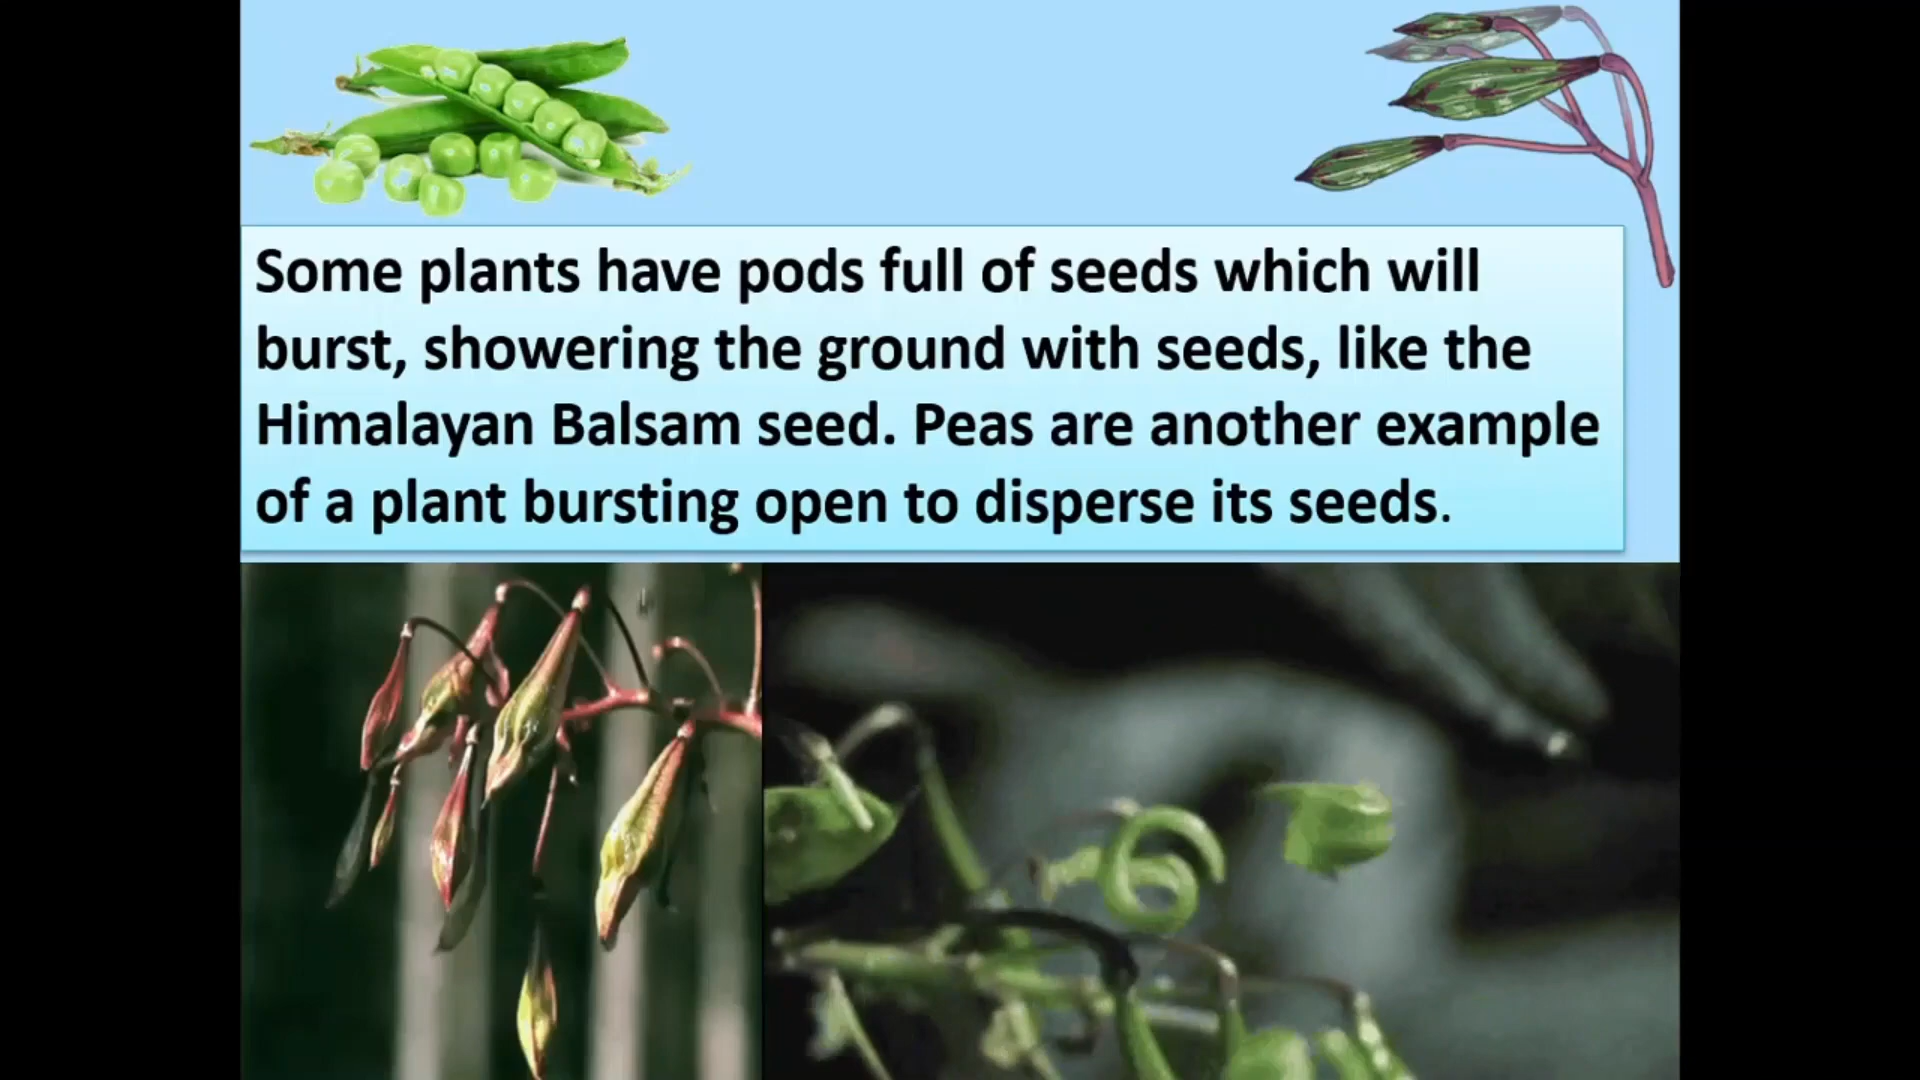 Some plants have pods full of seeds which will
burst, showering the ground with seeds, like the
Himalayan Balsam seed. Peas are another example
of a plant bursting open to disperse its seeds.